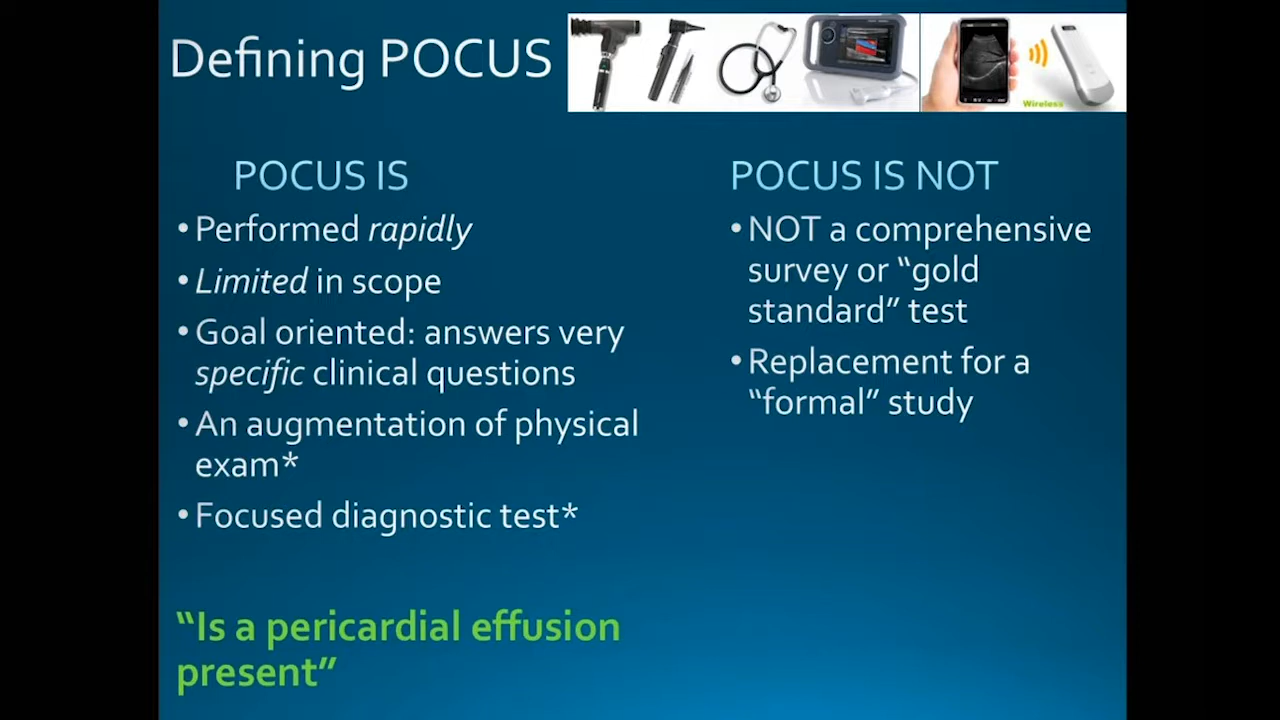 Defining POCUS
Wireless
POCUS IS
•Performed rapidly
•Limited in scope
•Goal oriented: answers very
specific clinical questions
•An augmentation of physical
exam*
•Focused diagnostic test*
“Is a pericardial effusion
present”
POCUS IS NOT
•NOT a comprehensive
survey or “gold
standard” test
•Replacement for a
“formal” study